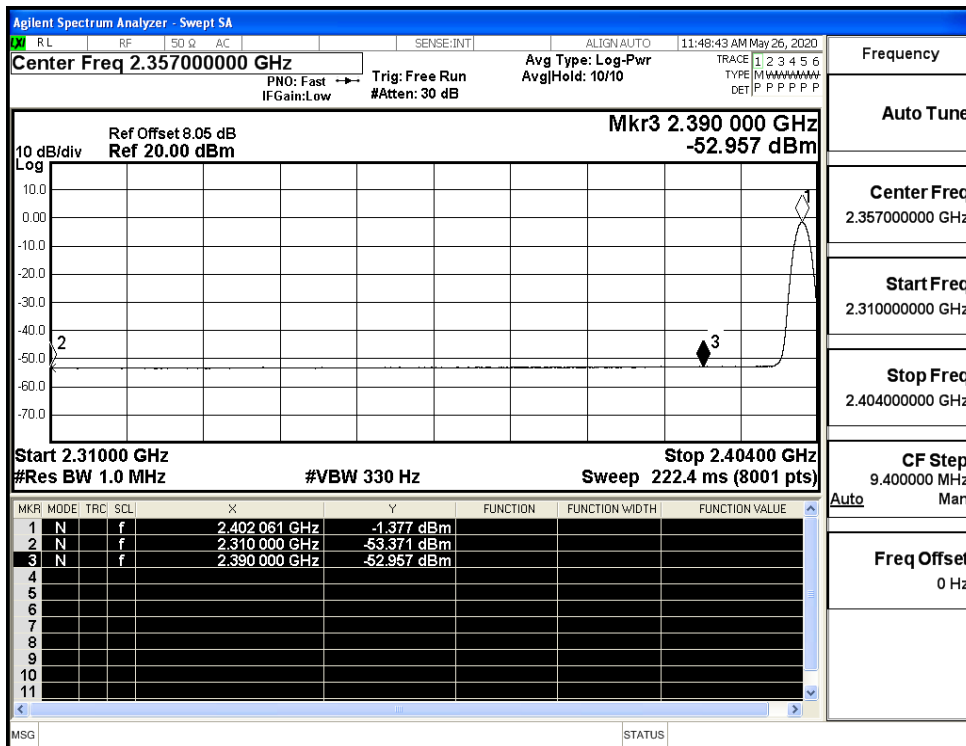 Agilent Spectrum Analyzer - Swept SA
LXI RL RF 50 Ω AC SENSE:INT ALIGNAUTO 11:48:43 AM May 26, 2020
Center Freq 2.357000000 GHz
PNO: Fast
IFGain:Low
Trig: Free Run
#Atten: 30 dB
Avg Type: Log-Pwr
Avg|Hold: 10/10
TRACE 1 2 3 4 5 6
TYPE M W W W W W
DET P P P P P P
Ref Offset 8.05 dB
10 dB/div Ref 20.00 dBm
Log
Mkr3 2.390 000 GHz
-52.957 dBm
10.0
0.00
-10.0
-20.0
-30.0
-40.0
-50.0
-60.0
-70.0
1
2
3
Start 2.31000 GHz Stop 2.40400 GHz
#Res BW 1.0 MHz #VBW 330 Hz Sweep 222.4 ms (8001 pts)
MKR MODE TRC SCL X Y FUNCTION FUNCTION WIDTH FUNCTION VALUE
1 N f 2.402 061 GHz -1.377 dBm
2 N f 2.310 000 GHz -53.371 dBm
3 N f 2.390 000 GHz -52.957 dBm
4
5
6
7
8
9
10
11
MSG STATUS
Frequency
Auto Tune
Center Freq
2.357000000 GHz
Start Freq
2.310000000 GHz
Stop Freq
2.404000000 GHz
CF Step
9.400000 MHz
Auto Man
Freq Offset
0 Hz